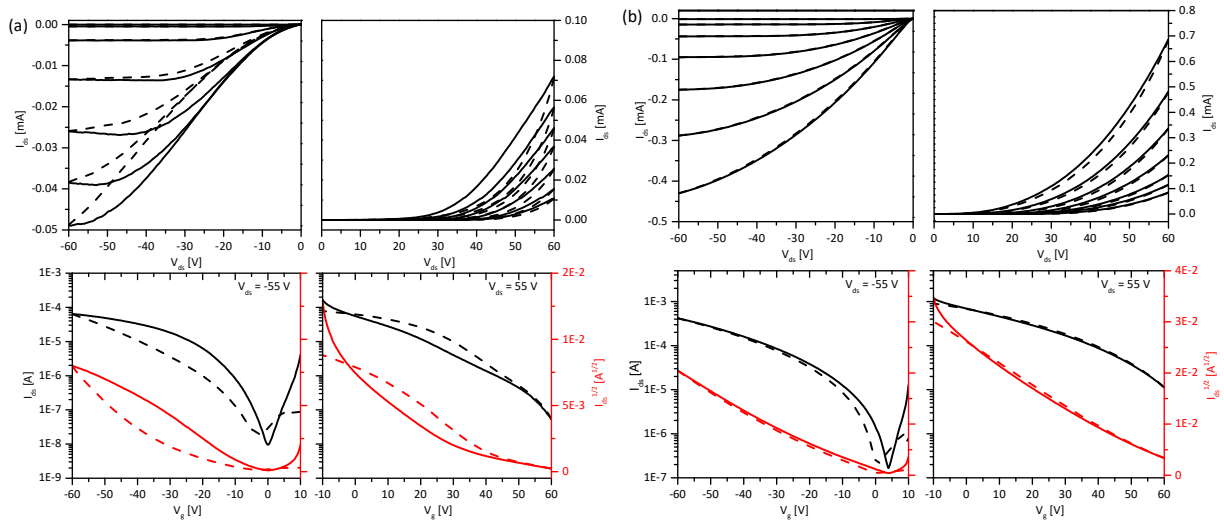 (a)
0.00
-0.01
-0.02
-0.03
-0.04
-0.05
I_ds [mA]
-60 -50 -40 -30 -20 -10 0
V_ds [V]
0.10
0.08
0.06
0.04
0.02
0.00
I_ds [mA]
0 10 20 30 40 50 60
V_ds [V]
1E-3
1E-4
1E-5
1E-6
1E-7
1E-8
1E-9
I_ds [A]
V_ds = -55 V
-60 -50 -40 -30 -20 -10 0 10
V_g [V]
V_ds = 55 V
2E-2
1E-2
5E-3
0
I_ds^1/2 [A^1/2]
-10 0 10 20 30 40 50 60
V_g [V]
(b)
0.0
-0.1
-0.2
-0.3
-0.4
-0.5
I_ds [mA]
-60 -50 -40 -30 -20 -10 0
V_ds [V]
0.8
0.7
0.6
0.5
0.4
0.3
0.2
0.1
0.0
I_ds [mA]
0 10 20 30 40 50 60
V_ds [V]
1E-3
1E-4
1E-5
1E-6
1E-7
I_ds [A]
V_ds = -55 V
-60 -50 -40 -30 -20 -10 0 10
V_g [V]
V_ds = 55 V
4E-2
3E-2
2E-2
1E-2
0
I_ds^1/2 [A^1/2]
-10 0 10 20 30 40 50 60
V_g [V]